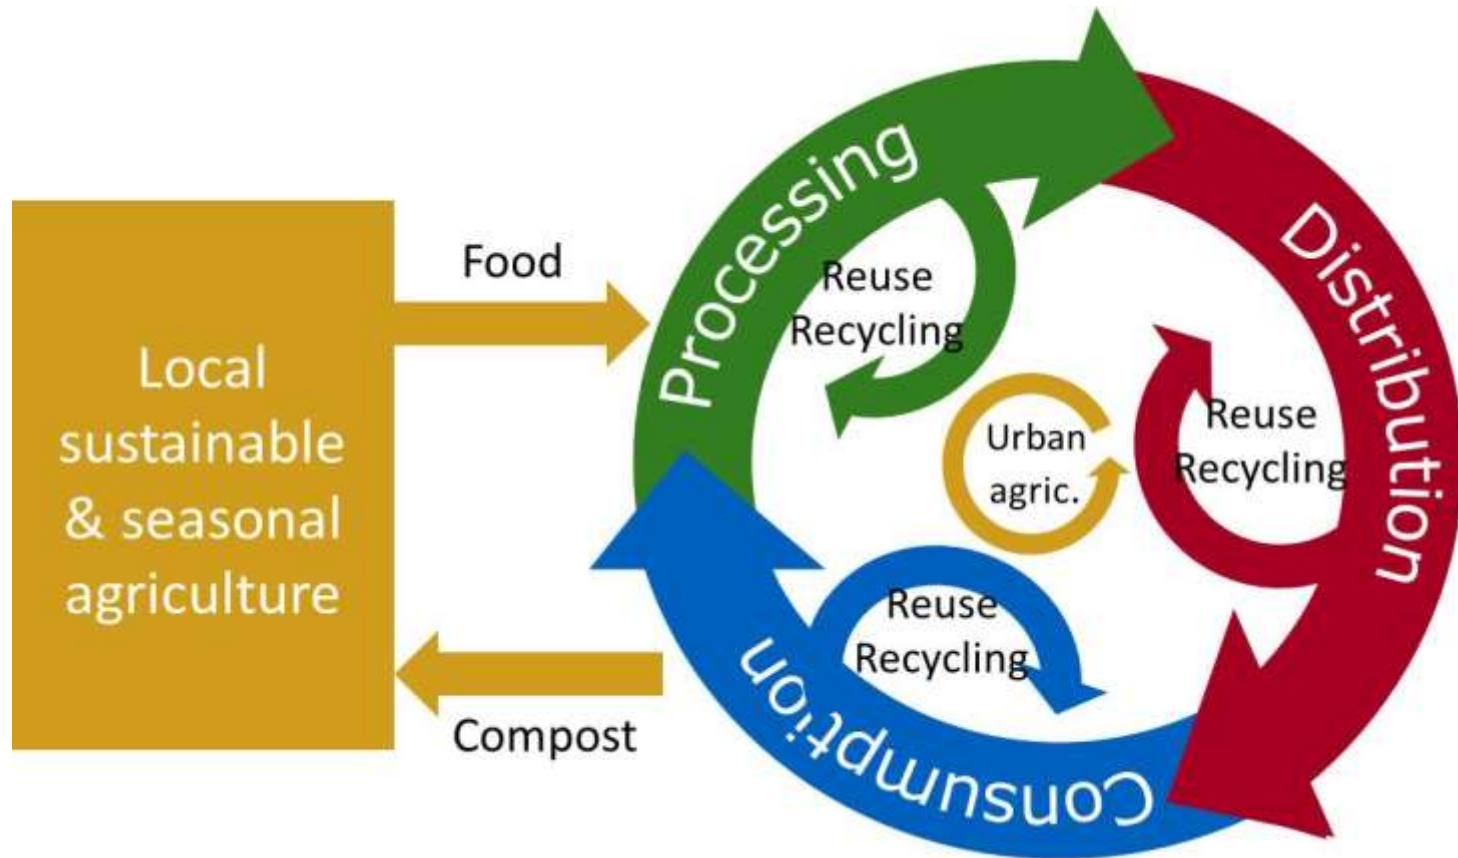 Local
sustainable
& seasonal
agriculture
Food
Compost
Processing
Reuse
Recycling
Distribution
Reuse
Recycling
Urban
agric.
Consumption
Reuse
Recycling